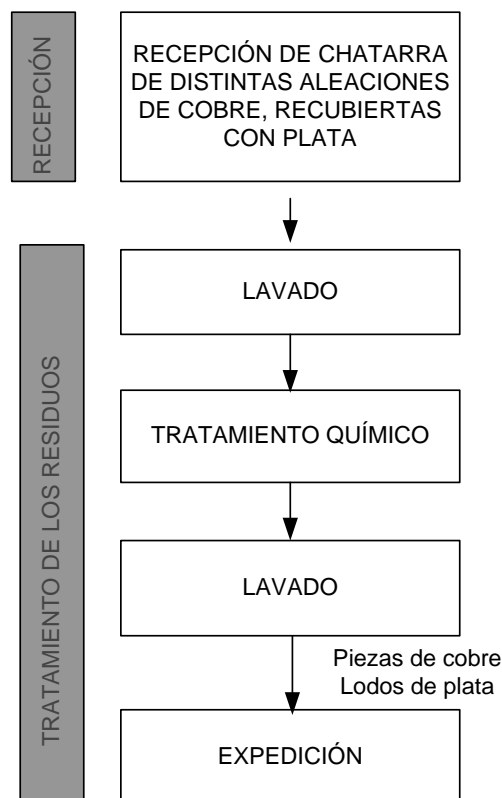 RECEPCIÓN
RECEPCIÓN DE CHATARRA
DE DISTINTAS ALEACIONES
DE COBRE, RECUBIERTAS
CON PLATA
TRATAMIENTO DE LOS RESIDUOS
LAVADO
TRATAMIENTO QUÍMICO
LAVADO
Piezas de cobre
Lodos de plata
EXPEDICIÓN